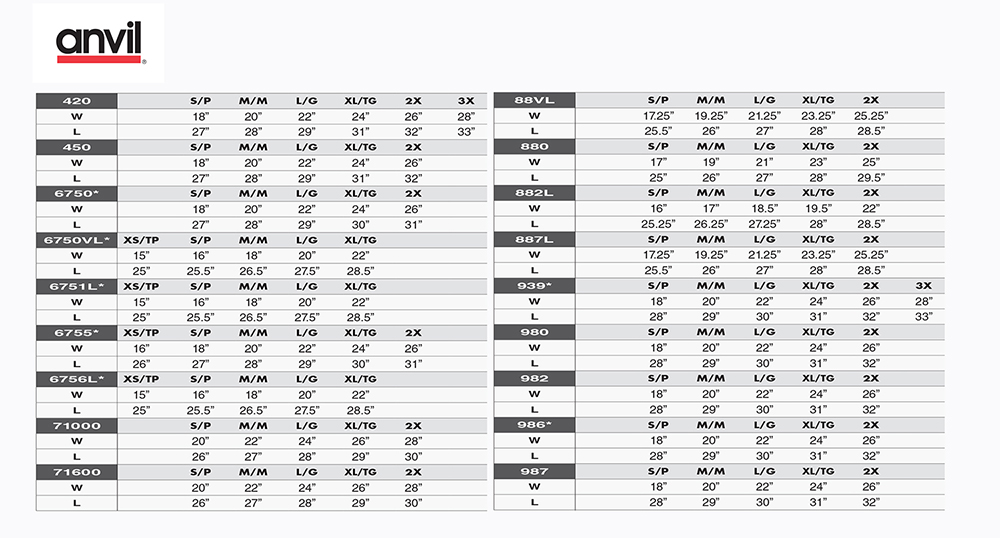 anvil®
420 S/P M/M L/G XL/TG 2X 3X
W 18” 20” 22” 24” 26” 28”
L 27” 28” 29” 31” 32” 33”
450 S/P M/M L/G XL/TG 2X
W 18” 20” 22” 24” 26”
L 27” 28” 29” 31” 32”
6750* S/P M/M L/G XL/TG 2X
W 18” 20” 22” 24” 26”
L 27” 28” 29” 30” 31”
6750VL* XS/TP S/P M/M L/G XL/TG
W 15” 16” 18” 20” 22”
L 25” 25.5” 26.5” 27.5” 28.5”
6751L* XS/TP S/P M/M L/G XL/TG
W 15” 16” 18” 20” 22”
L 25” 25.5” 26.5” 27.5” 28.5”
6755* XS/TP S/P M/M L/G XL/TG 2X
W 16” 18” 20” 22” 24” 26”
L 26” 27” 28” 29” 30” 31”
6756L* XS/TP S/P M/M L/G XL/TG
W 15” 16” 18” 20” 22”
L 25” 25.5” 26.5” 27.5” 28.5”
71000 S/P M/M L/G XL/TG 2X
W 20” 22” 24” 26” 28”
L 26” 27” 28” 29” 30”
71600 S/P M/M L/G XL/TG 2X
W 20” 22” 24” 26” 28”
L 26” 27” 28” 29” 30”
88VL S/P M/M L/G XL/TG 2X
W 17.25” 19.25” 21.25” 23.25” 25.25”
L 25.5” 26” 27” 28” 28.5”
880 S/P M/M L/G XL/TG 2X
W 17” 19” 21” 23” 25”
L 25” 26” 27” 28” 29.5”
882L S/P M/M L/G XL/TG 2X
W 16” 17” 18.5” 19.5” 22”
L 25.25” 26.25” 27.25” 28” 28.5”
887L S/P M/M L/G XL/TG 2X
W 17.25” 19.25” 21.25” 23.25” 25.25”
L 25.5” 26” 27” 28” 28.5”
939* S/P M/M L/G XL/TG 2X 3X
W 18” 20” 22” 24” 26” 28”
L 28” 29” 30” 31” 32” 33”
980 S/P M/M L/G XL/TG 2X
W 18” 20” 22” 24” 26”
L 28” 29” 30” 31” 32”
982 S/P M/M L/G XL/TG 2X
W 18” 20” 22” 24” 26”
L 28” 29” 30” 31” 32”
986* S/P M/M L/G XL/TG 2X
W 18” 20” 22” 24” 26”
L 28” 29” 30” 31” 32”
987 S/P M/M L/G XL/TG 2X
W 18” 20” 22” 24” 26”
L 28” 29” 30” 31” 32”